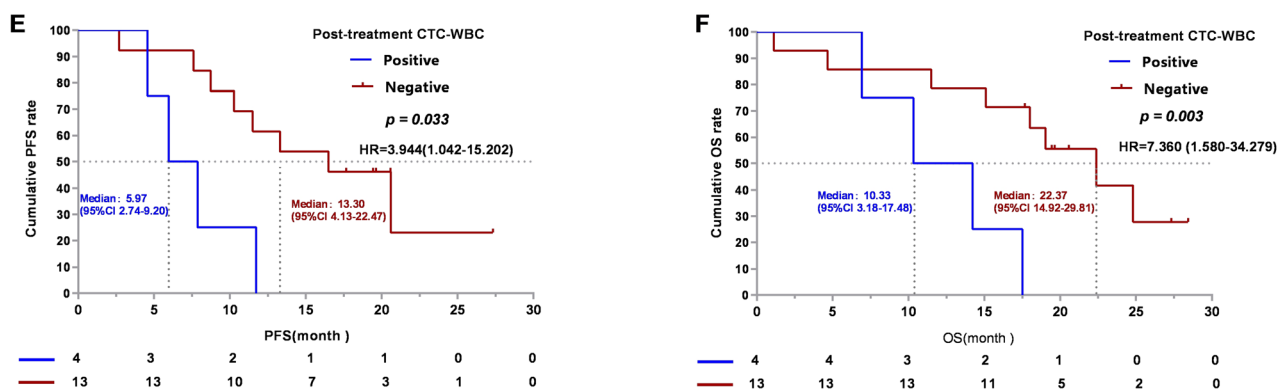 E
Post-treatment CTC-WBC
Positive
Negative
p = 0.033
HR=3.944(1.042-15.202)
Cumulative PFS rate
100
90
80
70
60
50
40
30
20
10
0
Median: 5.97
(95%CI 2.74-9.20)
Median: 13.30
(95%CI 4.13-22.47)
0 5 10 15 20 25 30
PFS(month )
4 3 2 1 1 0 0
13 13 10 7 3 1 0
F
Post-treatment CTC-WBC
Positive
Negative
p = 0.003
HR=7.360 (1.580-34.279)
Cumulative OS rate
100
90
80
70
60
50
40
30
20
10
0
Median: 10.33
(95%CI 3.18-17.48)
Median: 22.37
(95%CI 14.92-29.81)
0 5 10 15 20 25 30
OS(month )
4 4 3 2 1 0 0
13 13 13 11 5 2 0